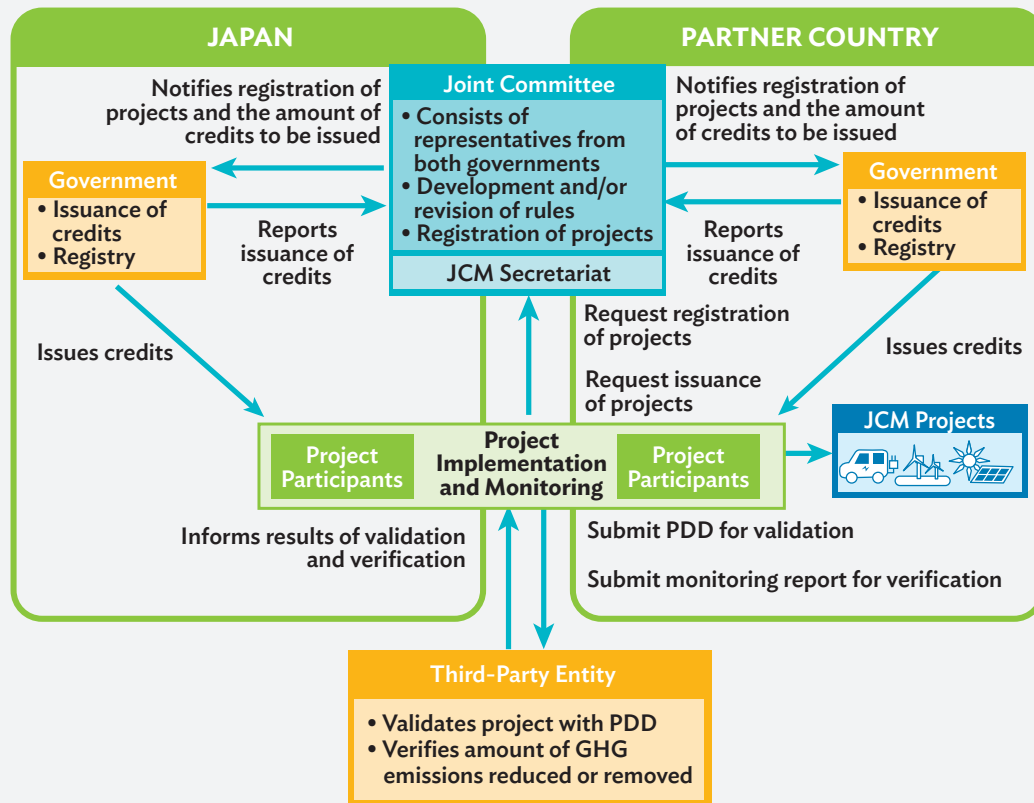 JAPAN
PARTNER COUNTRY
Notifies registration of
projects and the amount of
credits to be issued
Joint Committee
• Consists of
representatives from
both governments
• Development and/or
revision of rules
• Registration of projects
JCM Secretariat
Notifies registration of
projects and the amount
of credits to be issued
Government
• Issuance of
credits
• Registry
Reports
issuance of
credits
Reports
issuance of
credits
Government
• Issuance of
credits
• Registry
Issues credits
Request registration
of projects
Request issuance
of projects
Issues credits
Project
Participants
Project
Implementation
and Monitoring
Project
Participants
JCM Projects
Informs results of validation
and verification
Submit PDD for validation
Submit monitoring report for verification
Third-Party Entity
• Validates project with PDD
• Verifies amount of GHG
emissions reduced or removed